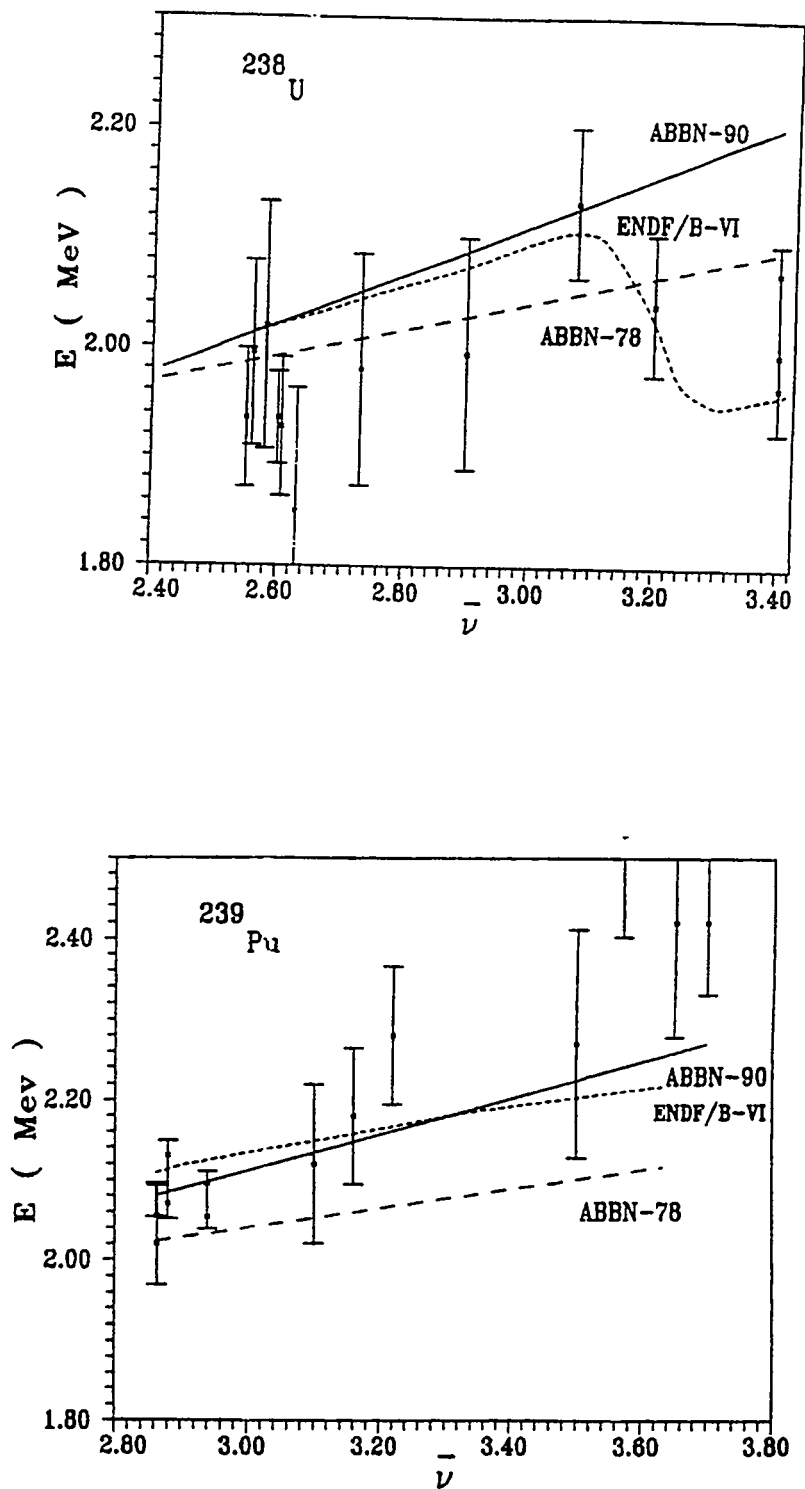 238
U
2.20
2.00
1.80
E ( MeV )
ABBN-90
ENDF/B-VI
ABBN-78
2.40 2.60 2.80 3.00 3.20 3.40
ν̄
239
Pu
2.40
2.20
2.00
1.80
E ( Mev )
ABBN-90
ENDF/B-VI
ABBN-78
2.80 3.00 3.20 3.40 3.60 3.80
ν̄